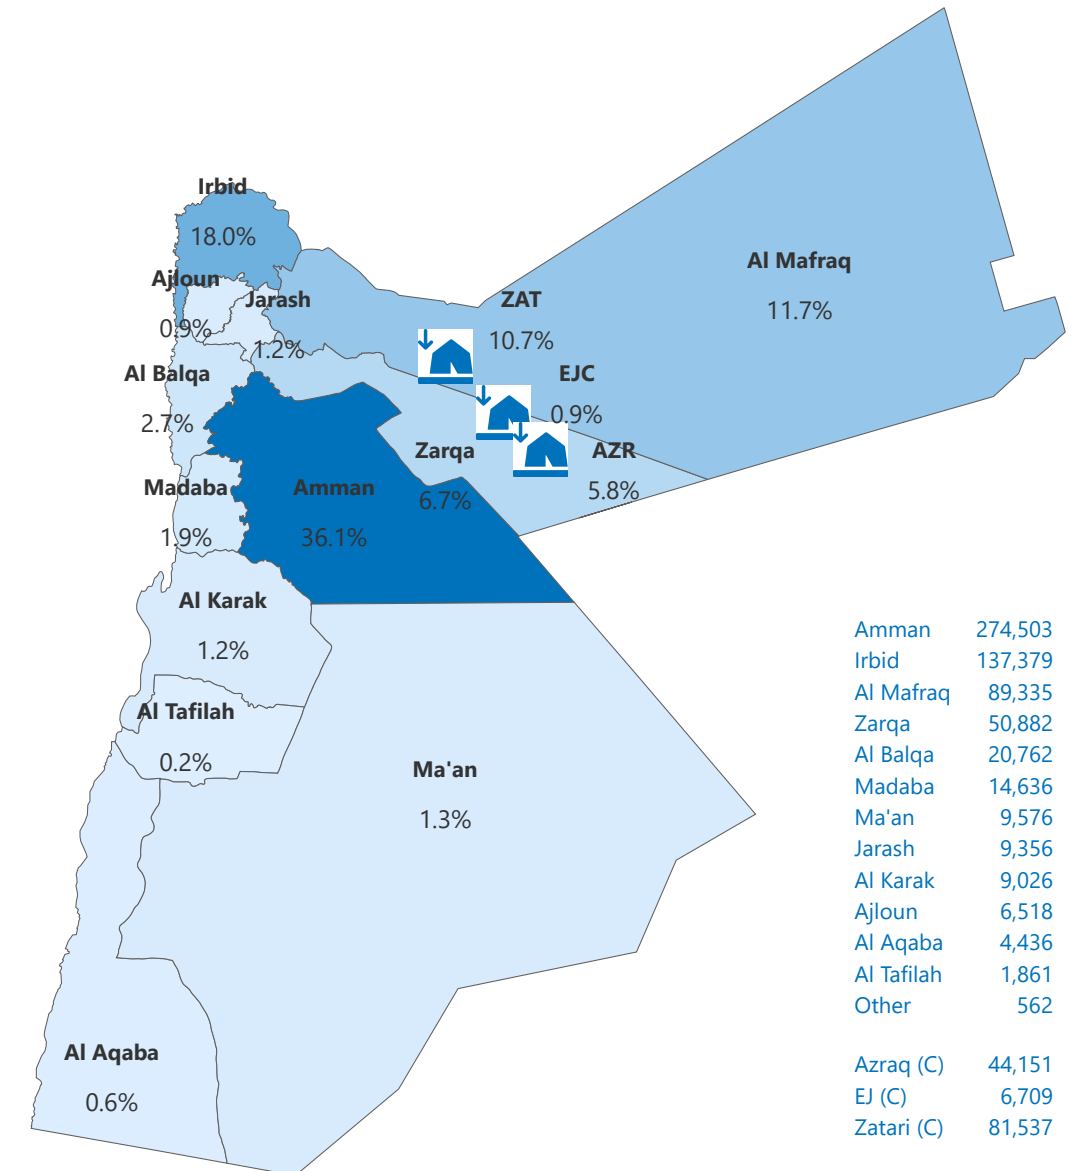 Irbid
18.0%
Al Mafraq
11.7%
Ajloun
0.9%
Jarash
1.2%
ZAT
10.7%
EJC
0.9%
Al Balqa
2.7%
Zarqa
6.7%
AZR
5.8%
Madaba
1.9%
Amman
36.1%
Al Karak
1.2%
Al Tafilah
0.2%
Ma'an
1.3%
Al Aqaba
0.6%
Amman 274,503
Irbid 137,379
Al Mafraq 89,335
Zarqa 50,882
Al Balqa 20,762
Madaba 14,636
Ma'an 9,576
Jarash 9,356
Al Karak 9,026
Ajloun 6,518
Al Aqaba 4,436
Al Tafilah 1,861
Other 562
Azraq (C) 44,151
EJ (C) 6,709
Zatari (C) 81,537